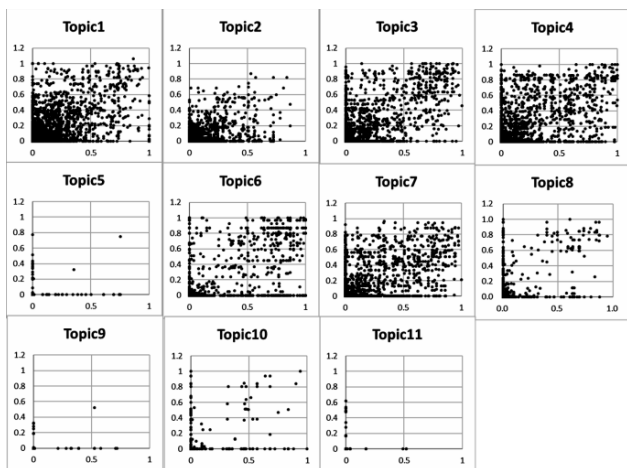 Topic1 Topic2 Topic3 Topic4
1.2 1.2 1.2 1.2
1 1 1 1
0.8 0.8 0.8 0.8
0.6 0.6 0.6 0.6
0.4 0.4 0.4 0.4
0.2 0.2 0.2 0.2
0 0 0 0
0 0.5 1 0 0.5 1 0 0.5 1 0 0.5 1
Topic5 Topic6 Topic7 Topic8
1.2 1.2 1.2 1.2
1 1 1 1.0
0.8 0.8 0.8 0.8
0.6 0.6 0.6 0.6
0.4 0.4 0.4 0.4
0.2 0.2 0.2 0.2
0 0 0 0.0
0 0.5 1 0 0.5 1 0 0.5 1 0.0 0.5 1.0
Topic9 Topic10 Topic11
1.2 1.2 1.2
1 1 1
0.8 0.8 0.8
0.6 0.6 0.6
0.4 0.4 0.4
0.2 0.2 0.2
0 0 0
0 0.5 1 0 0.5 1 0 0.5 1